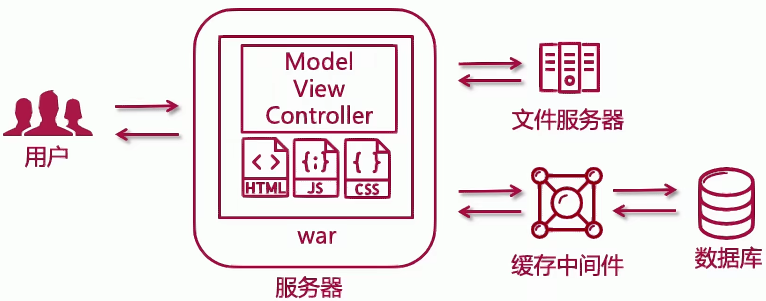 用户
Model
View
Controller
HTML
JS
CSS
war
服务器
文件服务器
缓存中间件
数据库